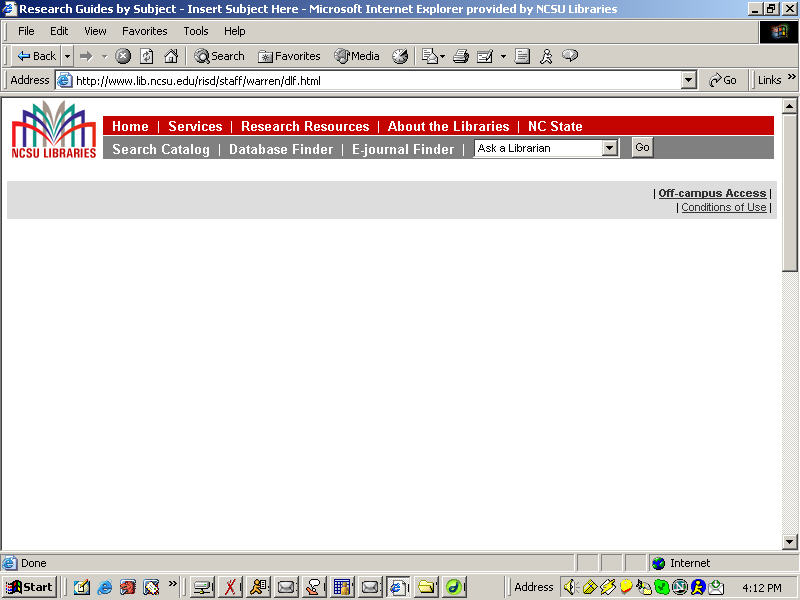 Research Guides by Subject - Insert Subject Here - Microsoft Internet Explorer provided by NCSU Libraries
File Edit View Favorites Tools Help
Back Search Favorites Media
Address http://www.lib.ncsu.edu/risd/staff/warren/dlf.html Go Links »
Home | Services | Research Resources | About the Libraries | NC State
NCSU LIBRARIES
Search Catalog | Database Finder | E-journal Finder | Ask a Librarian Go
| Off-campus Access |
| Conditions of Use |
Done Internet
Start » Address 4:12 PM